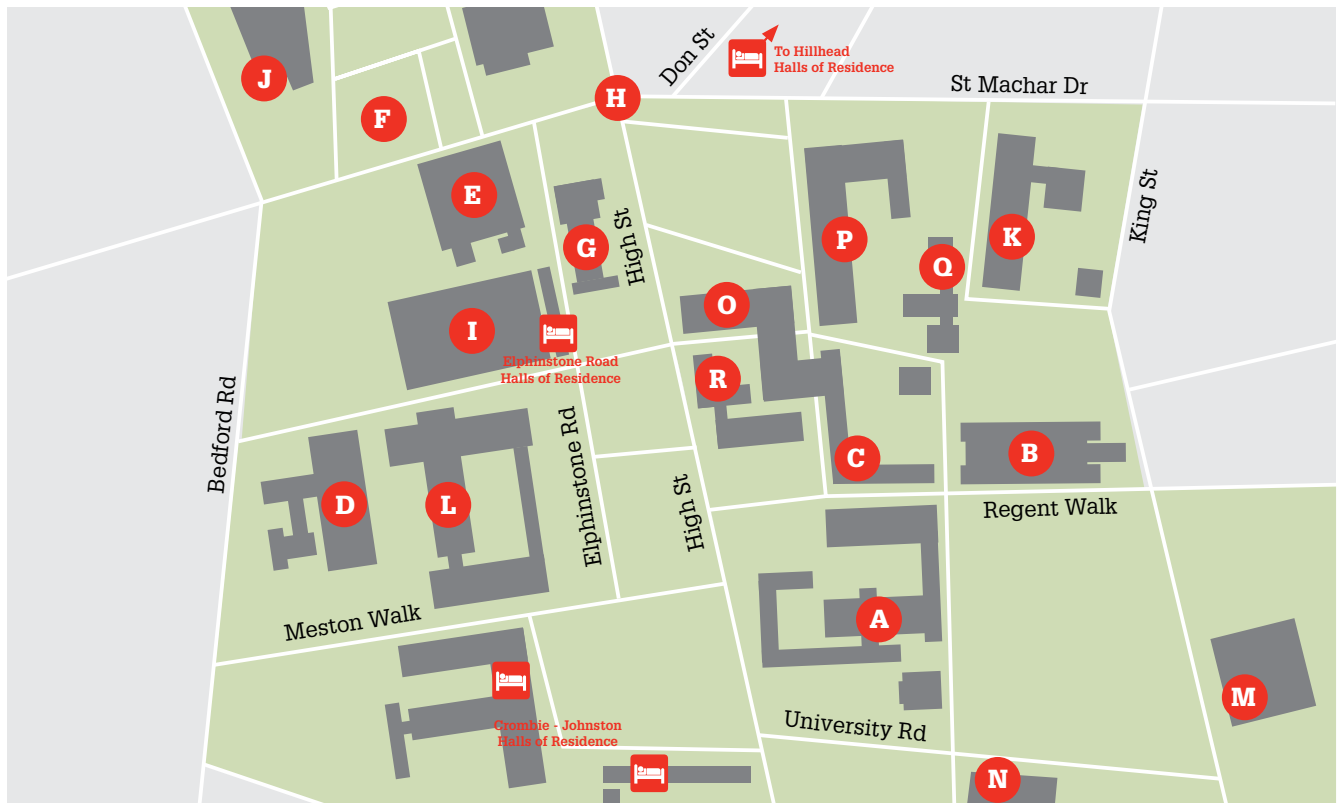 Don St
To Hillhead
Halls of Residence
J
H
St Machar Dr
F
E
King St
High St
G
P
K
Q
O
I
Elphinstone Road
Halls of Residence
R
Bedford Rd
Elphinstone Rd
C
B
D
L
High St
Regent Walk
Meston Walk
A
Crombie - Johnston
Halls of Residence
M
University Rd
N